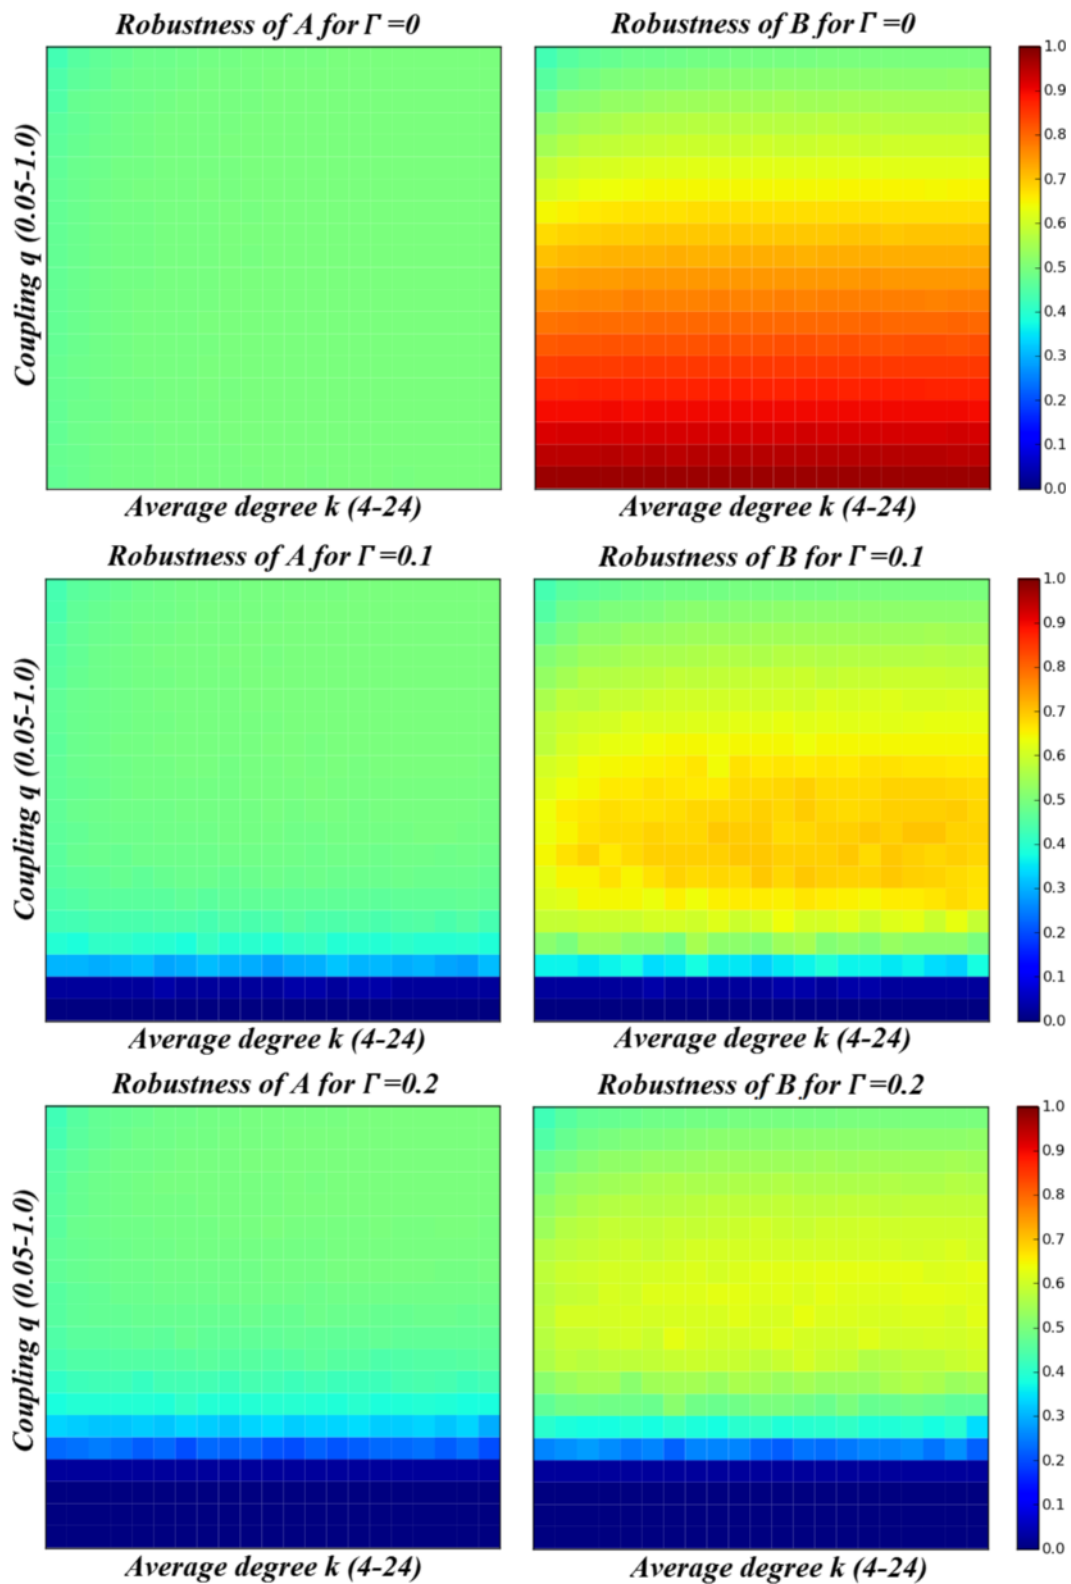 Robustness of A for Γ=0
Robustness of B for Γ=0
Coupling q (0.05-1.0)
1.0
0.9
0.8
0.7
0.6
0.5
0.4
0.3
0.2
0.1
0.0
Average degree k (4-24)
Average degree k (4-24)
Robustness of A for Γ=0.1
Robustness of B for Γ=0.1
Coupling q (0.05-1.0)
1.0
0.9
0.8
0.7
0.6
0.5
0.4
0.3
0.2
0.1
0.0
Average degree k (4-24)
Average degree k (4-24)
Robustness of A for Γ=0.2
Robustness of B for Γ=0.2
Coupling q (0.05-1.0)
1.0
0.9
0.8
0.7
0.6
0.5
0.4
0.3
0.2
0.1
0.0
Average degree k (4-24)
Average degree k (4-24)